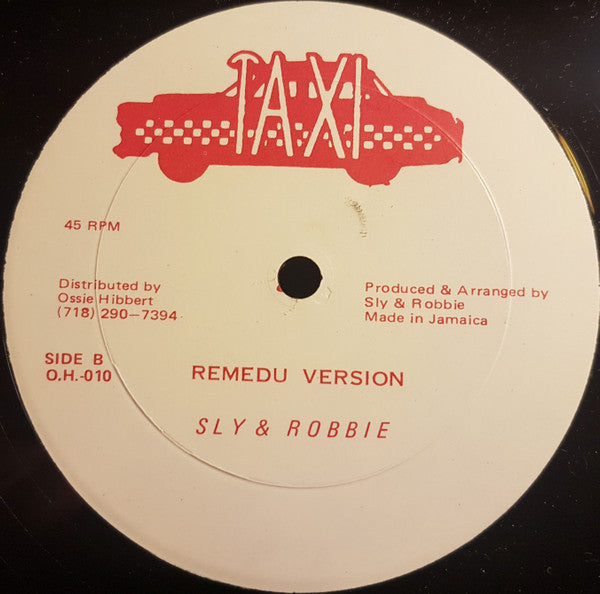 TAXI
45 RPM
Distributed by
Ossie Hibbert
(718) 290-7394
Produced & Arranged by
Sly & Robbie
Made in Jamaica
SIDE B
O.H.-010
REMEDU VERSION
SLY & ROBBIE